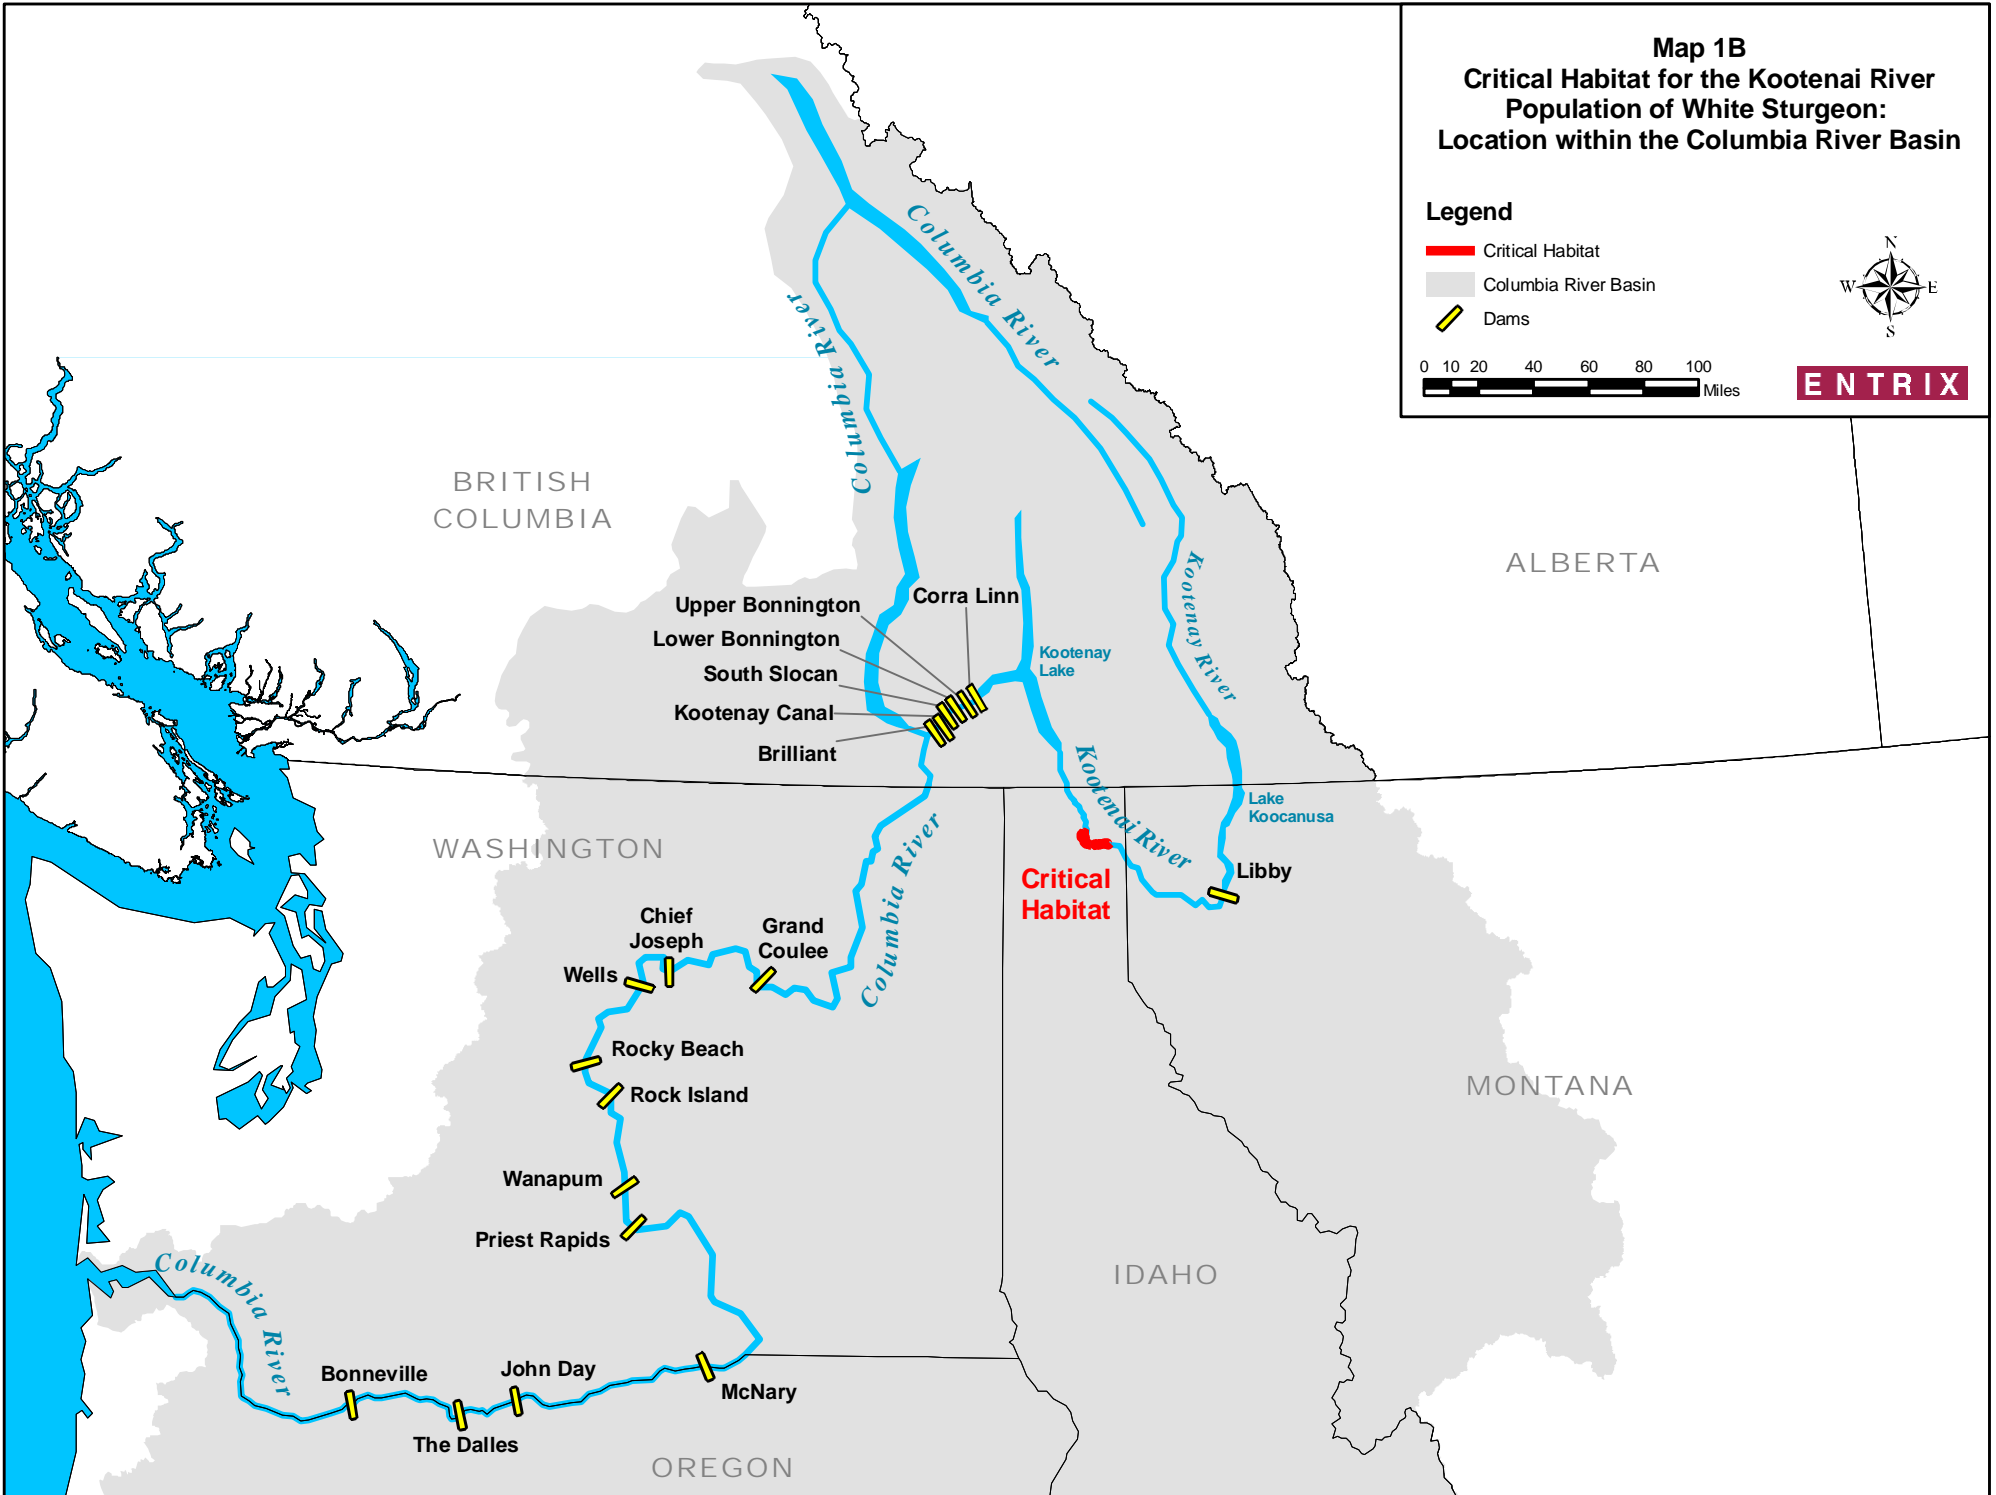 Map 1B
Critical Habitat for the Kootenai River
Population of White Sturgeon:
Location within the Columbia River Basin
Legend
Critical Habitat
Columbia River Basin
Dams
N
W E
S
0 10 20 40 60 80 100
Miles
ENTRIX
Columbia River
Columbia River
BRITISH
COLUMBIA
ALBERTA
Kootenay River
Upper Bonnington
Corra Linn
Lower Bonnington
South Slocan
Kootenay Canal
Brilliant
Kootenay
Lake
Kootenai River
Lake
Koocanusa
WASHINGTON
Columbia River
Critical
Habitat
Libby
Chief
Joseph
Grand
Coulee
Wells
Rocky Beach
Rock Island
MONTANA
Wanapum
Priest Rapids
IDAHO
Columbia River
Bonneville
John Day
McNary
The Dalles
OREGON